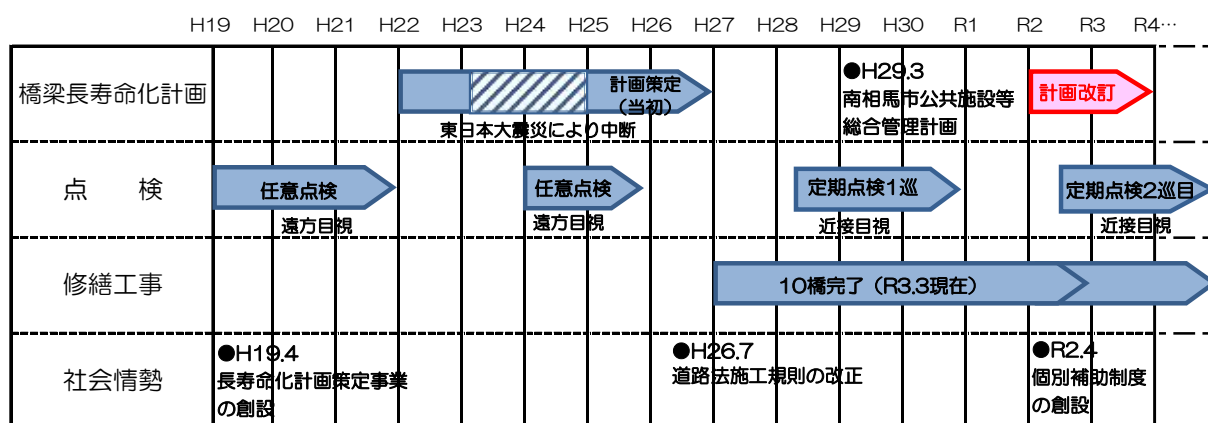 H19 H20 H21 H22 H23 H24 H25 H26 H27 H28 H29 H30 R1 R2 R3 R4…
橋梁長寿命化計画
計画策定
（当初）
東日本大震災により中断
●H29.3
南相馬市公共施設等
総合管理計画
計画改訂
点　検
任意点検
遠方目視
任意点検
遠方目視
定期点検1巡
近接目視
定期点検2巡目
近接目視
修繕工事
10橋完了（R3.3現在）
社会情勢
●H19.4
長寿命化計画策定事業
の創設
●H26.7
道路法施工規則の改正
●R2.4
個別補助制度
の創設